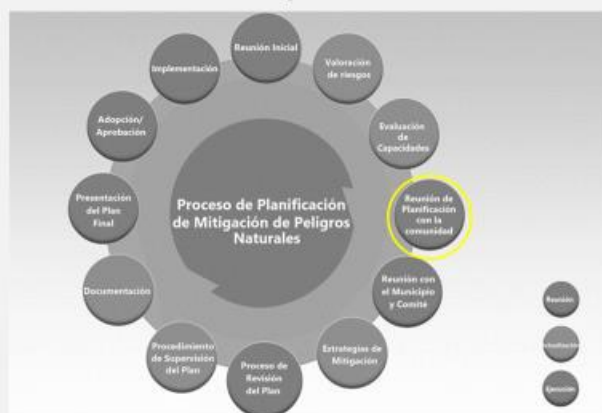 Reunión Inicial
Valoración
de riesgos
Evaluación
de
Capacidades
Reunión de
Planificación
con la
comunidad
Reunión con
el Municipio
y Comité
Estrategias de
Mitigación
Proceso de
Revisión
del Plan
Procedimiento
de Supervisión
del Plan
Documentación
Presentación
del Plan
Final
Adopción/
Aprobación
Implementación
Proceso de Planificación
de Mitigación de Peligros
Naturales
Reunión
Actualización
Ejecución